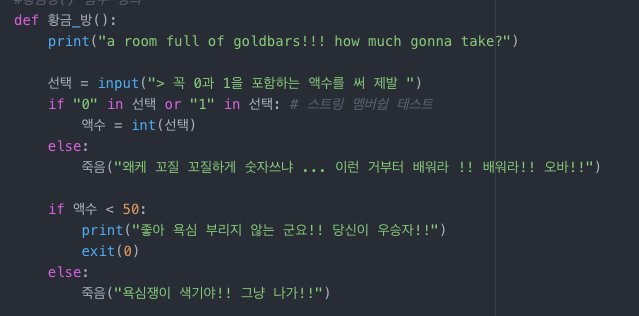 def 황금_방():
print("a room full of goldbars!!! how much gonna take?")
선택 = input("> 꼭 0과 1을 포함하는 액수를 써 제발 ")
if "0" in 선택 or "1" in 선택: # 스트링 멤버쉽 테스트
액수 = int(선택)
else:
죽음("왜케 꼬질 꼬질하게 숫자쓰냐 ... 이런 거부터 배워라 !! 배워라!! 오바!!")
if 액수 < 50:
print("좋아 욕심 부리지 않는 군요!! 당신이 우승자!!")
exit(0)
else:
죽음("욕심쟁이 색기야!! 그냥 나가!!")